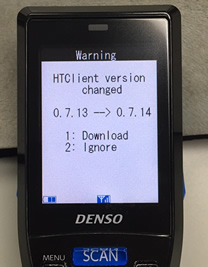 Warning
HTClient version
changed
0.7.13 --> 0.7.14
1: Download
2: Ignore
DENSO
MENU
SCAN